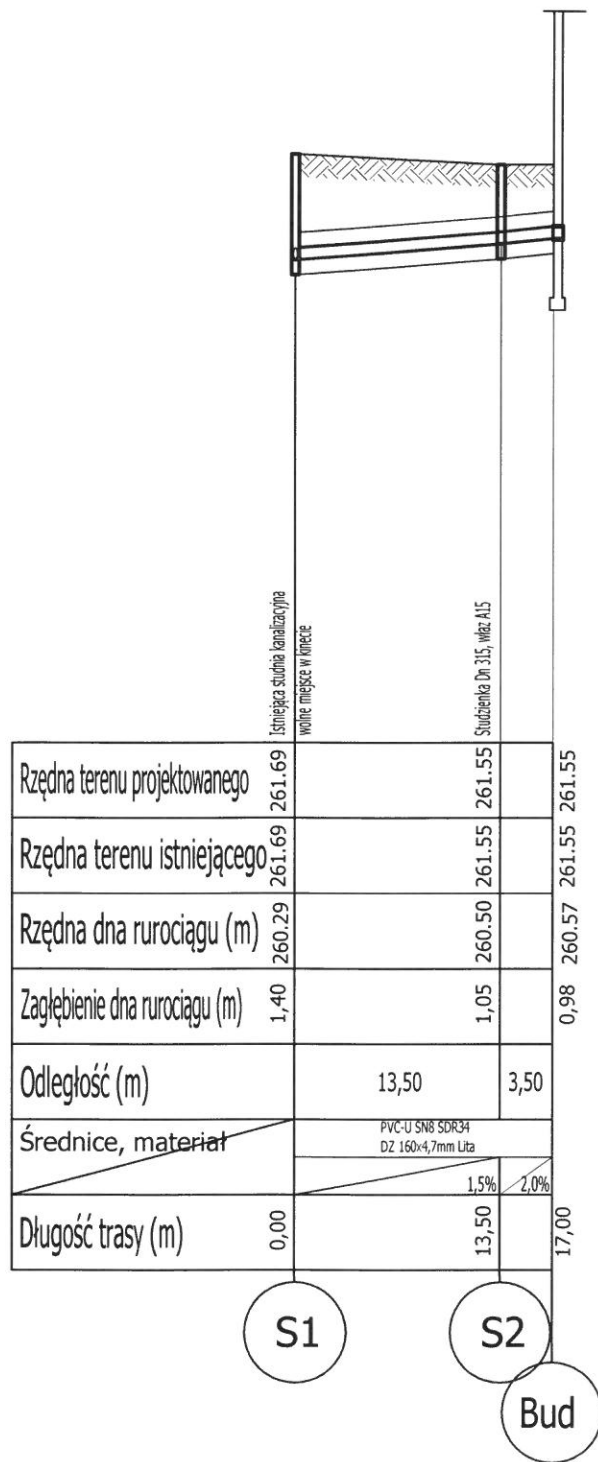 Istniejąca studnia kanalizacyjna
wolne miejsce w kinecie
Studzienka Dn 315, właz A15
Rzędna terenu projektowanego 261.69 261.55 261.55
Rzędna terenu istniejącego 261.69 261.55 261.55
Rzędna dna rurociągu (m) 260.29 260.50 260.57
Zagłębienie dna rurociągu (m) 1,40 1,05 0,98
Odległość (m) 13,50 3,50
Średnice, materiał
PVC-U SN8 SDR34
DZ 160x4,7mm Lita
1,5% 2,0%
Długość trasy (m) 0,00 13,50 17,00
S1 S2
Bud